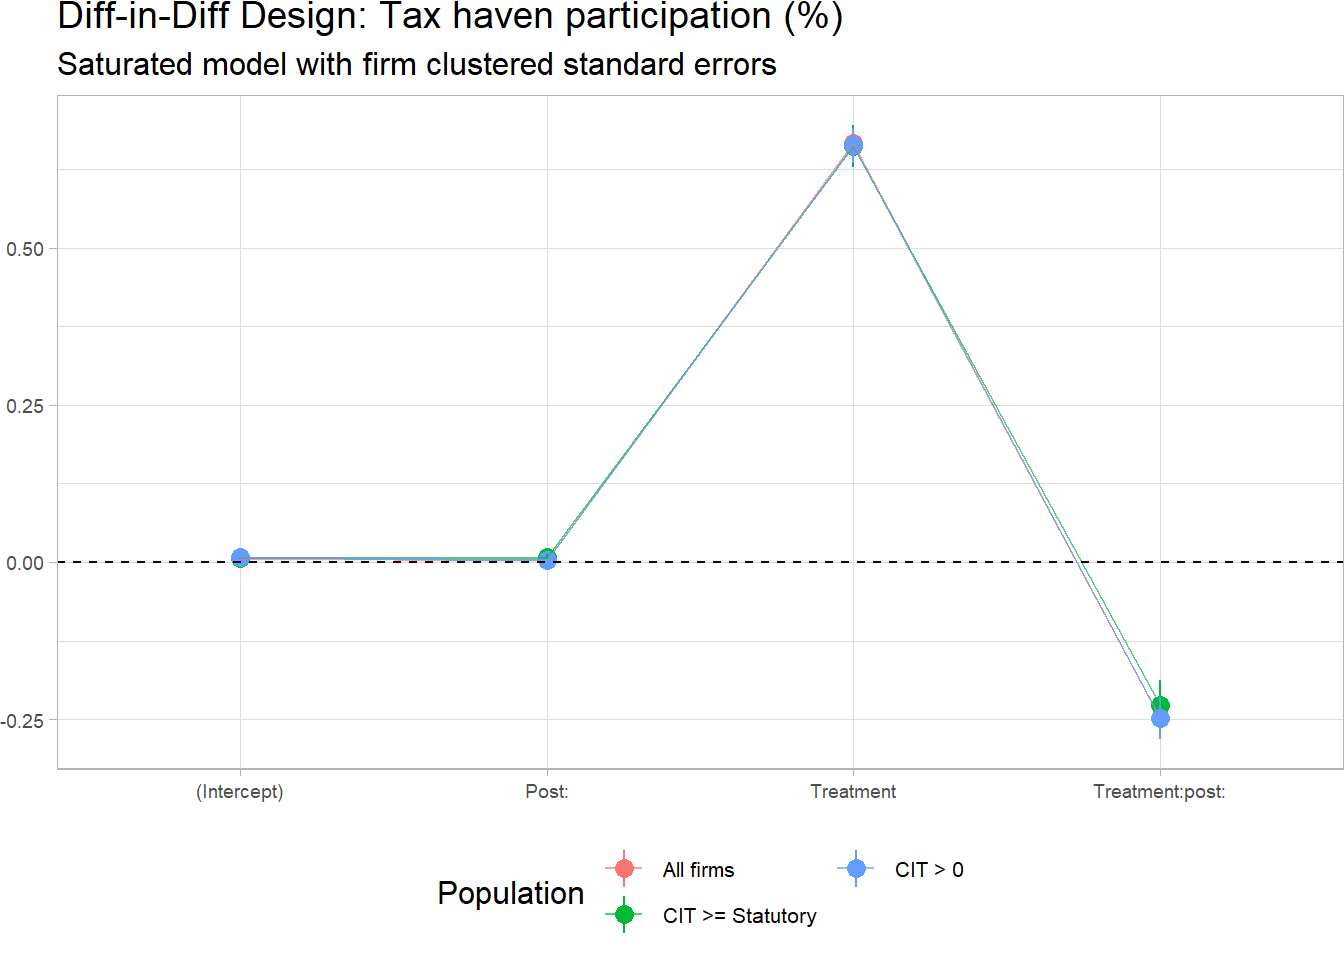 Diff-in-Diff Design: Tax haven participation (%)
Saturated model with firm clustered standard errors
0.50
0.25
0.00
-0.25
(Intercept)
Post:
Treatment
Treatment:post:
Population
All firms
CIT > 0
CIT >= Statutory